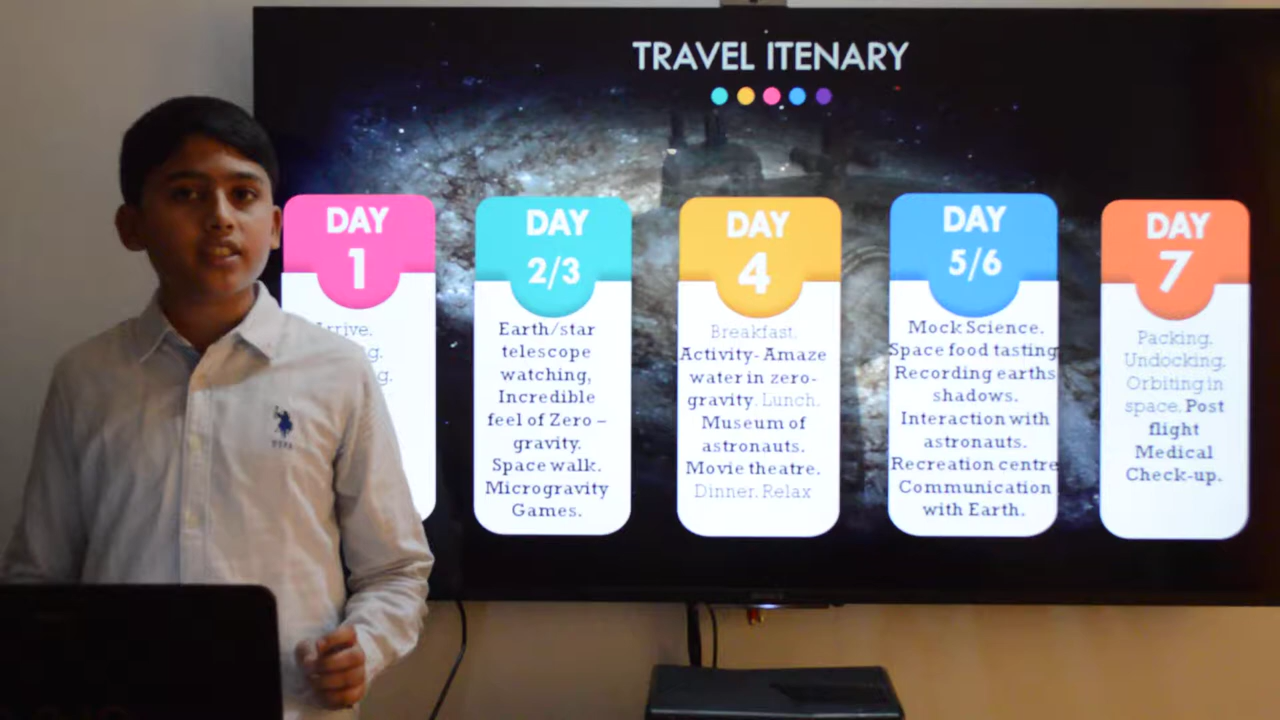 TRAVEL ITENARY
DAY
1
Arrive.
DAY
2/3
Earth/star
telescope
watching,
Incredible
feel of Zero –
gravity.
Space walk.
Microgravity
Games.
DAY
4
Breakfast.
Activity- Amaze
water in zero-
gravity. Lunch.
Museum of
astronauts.
Movie theatre.
Dinner. Relax
DAY
5/6
Mock Science.
Space food tasting
Recording earths
shadows.
Interaction with
astronauts.
Recreation centre
Communication
with Earth.
DAY
7
Packing.
Undocking.
Orbiting in
space. Post
flight
Medical
Check-up.